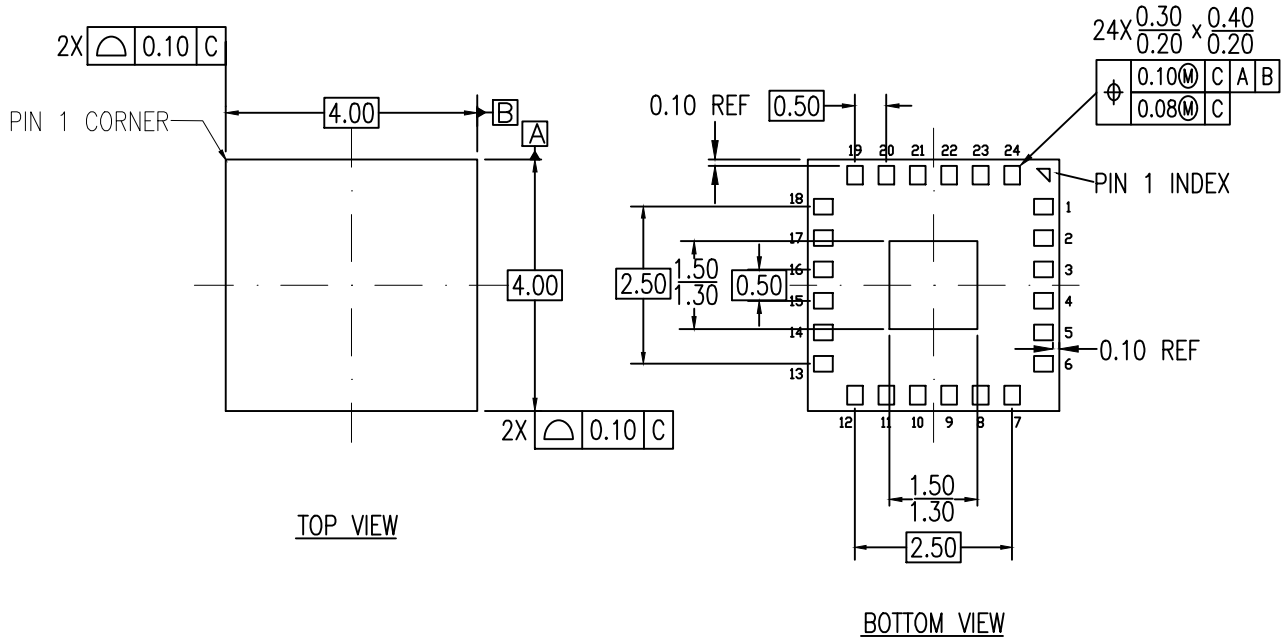 2X ⌓ 0.10 C
PIN 1 CORNER
4.00
B
A
4.00
2X ⌓ 0.10 C
TOP VIEW
24X 0.30/0.20 x 0.40/0.20
⌖ 0.10Ⓜ C A B
0.08Ⓜ C
0.10 REF
0.50
19 20 21 22 23 24
PIN 1 INDEX
18
17
16
15
14
13
1
2
3
4
5
6
2.50
1.50/1.30
0.50
0.10 REF
12 11 10 9 8 7
1.50/1.30
2.50
BOTTOM VIEW